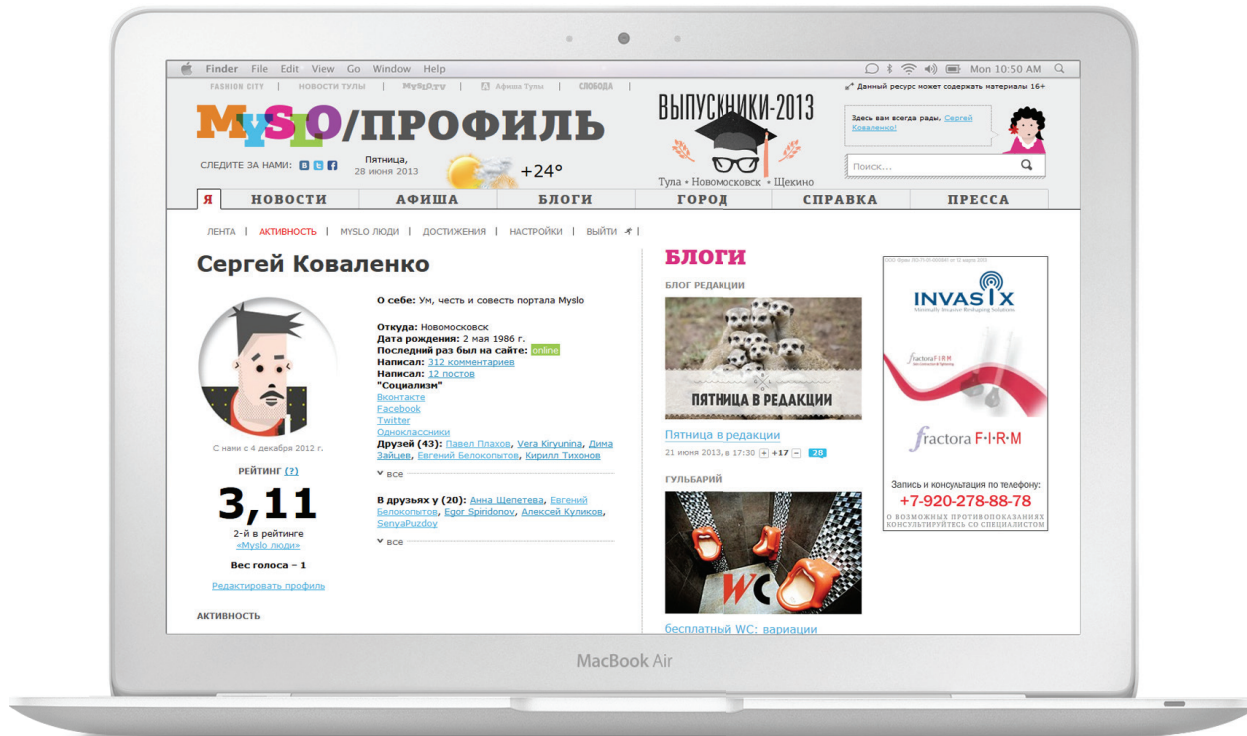 Finder File Edit View Go Window Help
Mon 10:50 AM
FASHION CITY | НОВОСТИ ТУЛЫ | MYSLO.TV | Афиша Тулы | СЛОБОДА |
Данный ресурс может содержать материалы 16+
MYSLO/ПРОФИЛЬ
ВЫПУСКНИКИ-2013
Тула • Новомосковск • Щекино
Здесь вам всегда рады, Сергей
Коваленко!
Поиск...
СЛЕДИТЕ ЗА НАМИ:
Пятница,
28 июня 2013
+24°
Я НОВОСТИ АФИША БЛОГИ ГОРОД СПРАВКА ПРЕССА
ЛЕНТА | АКТИВНОСТЬ | MYSLO ЛЮДИ | ДОСТИЖЕНИЯ | НАСТРОЙКИ | ВЫЙТИ |
Сергей Коваленко
С нами с 4 декабря 2012 г.
РЕЙТИНГ (?)
3,11
2-й в рейтинге
«Myslo люди»
Вес голоса – 1
Редактировать профиль
АКТИВНОСТЬ
О себе: Ум, честь и совесть портала Myslo
Откуда: Новомосковск
Дата рождения: 2 мая 1986 г.
Последний раз был на сайте: online
Написал: 312 комментариев
Написал: 12 постов
"Социализм"
Вконтакте
Facebook
Twitter
Одноклассники
Друзей (43): Павел Плахов, Vera Kiryunina, Дима
Зайцев, Евгений Белокопытов, Кирилл Тихонов
все
В друзьях у (20): Анна Щепетева, Евгений
Белокопытов, Egor Spiridonov, Алексей Куликов,
SenyaPuzdoy
все
БЛОГИ
БЛОГ РЕДАКЦИИ
ПЯТНИЦА В РЕДАКЦИИ
Пятница в редакции
21 июня 2013, в 17:30 + +17 − 28
ГУЛЬБАРИЙ
WC
бесплатный WC: вариации
INVASIX
Minimally Invasive Reshaping Solutions
fractora FIRM
fractora F·I·R·M
Запись и консультация по телефону:
+7-920-278-88-78
О ВОЗМОЖНЫХ ПРОТИВОПОКАЗАНИЯХ
КОНСУЛЬТИРУЙТЕСЬ СО СПЕЦИАЛИСТОМ
MacBook Air